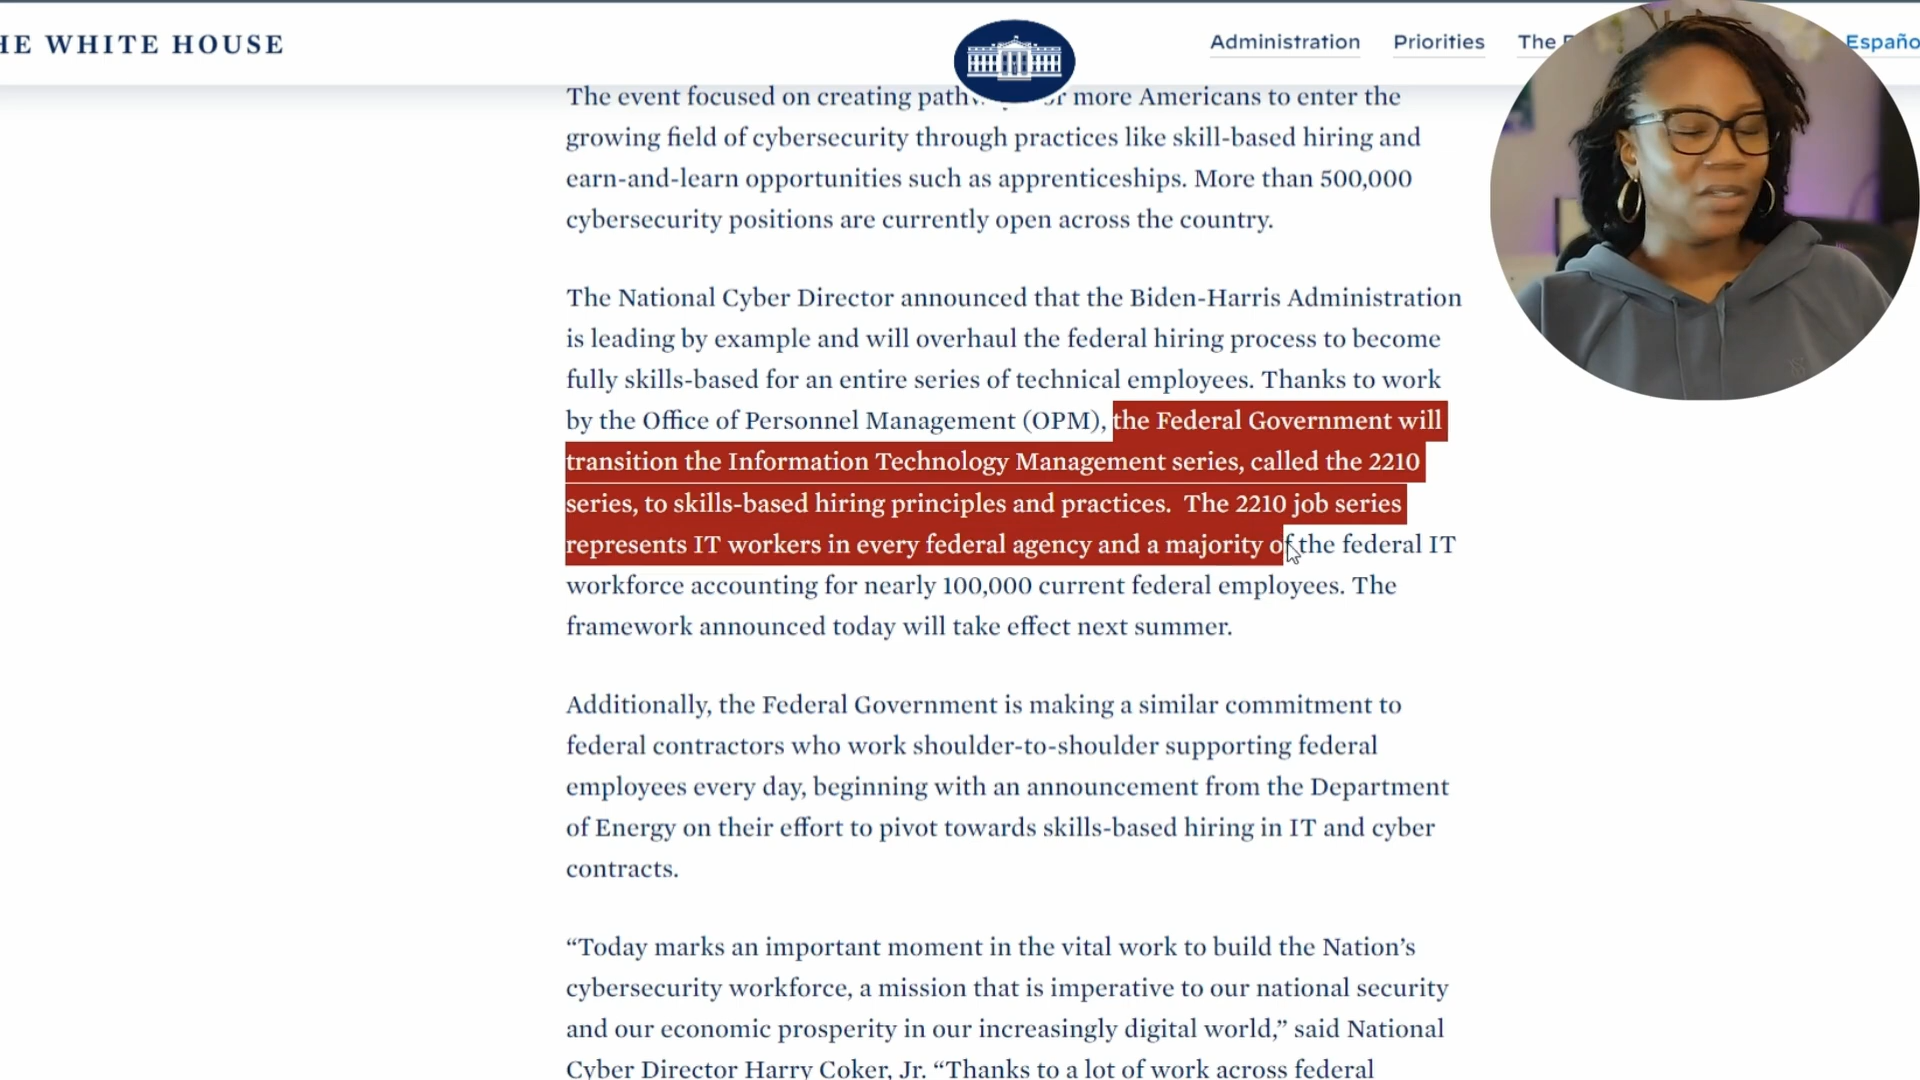 HE WHITE HOUSE
Administration
Priorities
The
Españo
The event focused on creating more Americans to enter the
growing field of cybersecurity through practices like skill-based hiring and
earn-and-learn opportunities such as apprenticeships. More than 500,000
cybersecurity positions are currently open across the country.
The National Cyber Director announced that the Biden-Harris Administration
is leading by example and will overhaul the federal hiring process to become
fully skills-based for an entire series of technical employees. Thanks to work
by the Office of Personnel Management (OPM), the Federal Government will
transition the Information Technology Management series, called the 2210
series, to skills-based hiring principles and practices. The 2210 job series
represents IT workers in every federal agency and a majority of the federal IT
workforce accounting for nearly 100,000 current federal employees. The
framework announced today will take effect next summer.
Additionally, the Federal Government is making a similar commitment to
federal contractors who work shoulder-to-shoulder supporting federal
employees every day, beginning with an announcement from the Department
of Energy on their effort to pivot towards skills-based hiring in IT and cyber
contracts.
“Today marks an important moment in the vital work to build the Nation’s
cybersecurity workforce, a mission that is imperative to our national security
and our economic prosperity in our increasingly digital world,” said National
Cyber Director Harry Coker, Jr. “Thanks to a lot of work across federal